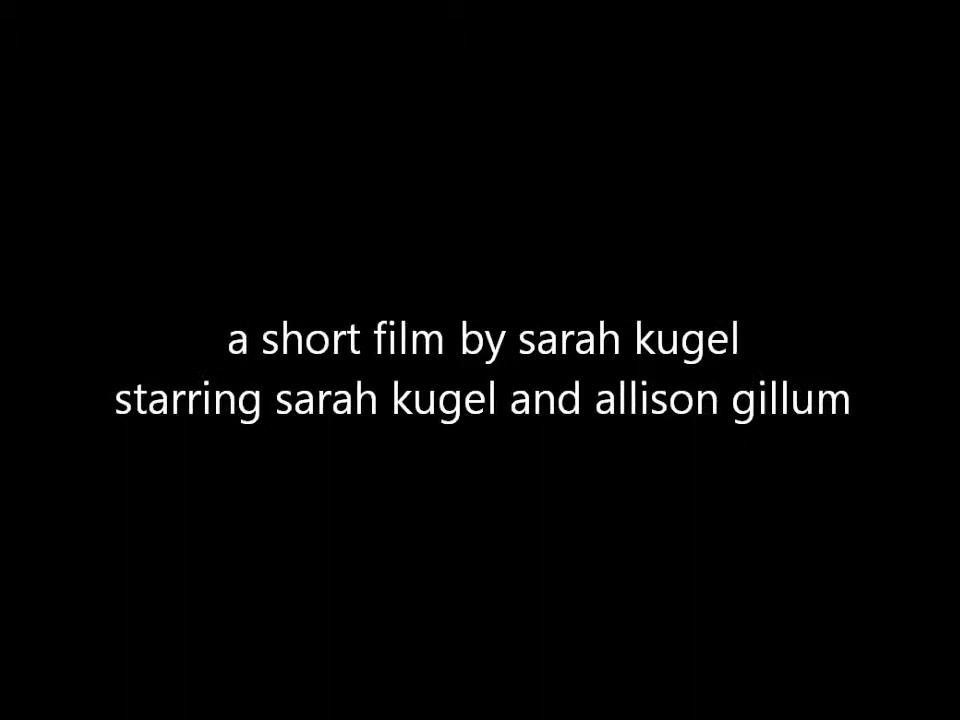 a short film by sarah kugel
starring sarah kugel and allison gillum